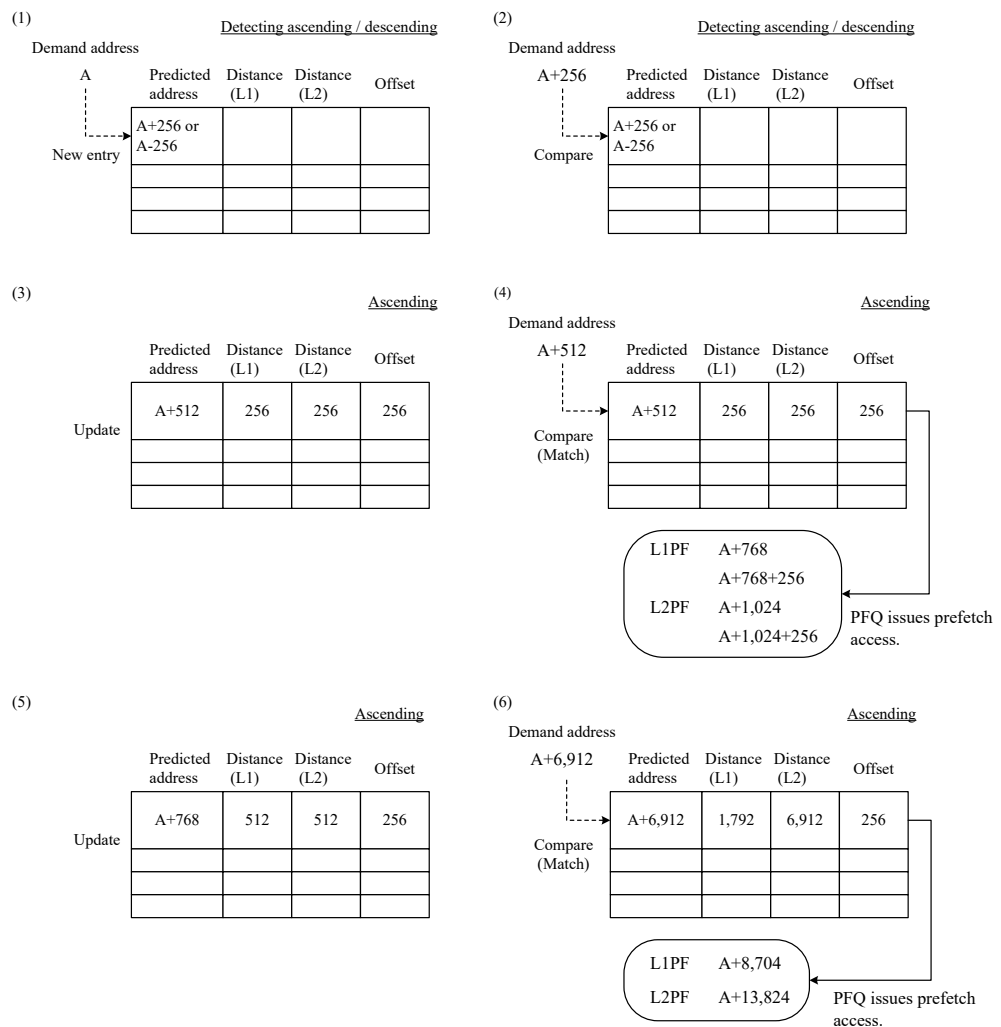 (1)
Detecting ascending / descending
Demand address
A
Predicted address
Distance (L1)
Distance (L2)
Offset
A+256 or
A-256
New entry
(2)
Detecting ascending / descending
Demand address
A+256
Predicted address
Distance (L1)
Distance (L2)
Offset
A+256 or
A-256
Compare
(3)
Ascending
Predicted address
Distance (L1)
Distance (L2)
Offset
A+512 256 256 256
Update
(4)
Ascending
Demand address
A+512
Predicted address
Distance (L1)
Distance (L2)
Offset
A+512 256 256 256
Compare
(Match)
L1PF A+768
A+768+256
L2PF A+1,024
A+1,024+256
PFQ issues prefetch
access.
(5)
Ascending
Predicted address
Distance (L1)
Distance (L2)
Offset
A+768 512 512 256
Update
(6)
Ascending
Demand address
A+6,912
Predicted address
Distance (L1)
Distance (L2)
Offset
A+6,912 1,792 6,912 256
Compare
(Match)
L1PF A+8,704
L2PF A+13,824
PFQ issues prefetch
access.